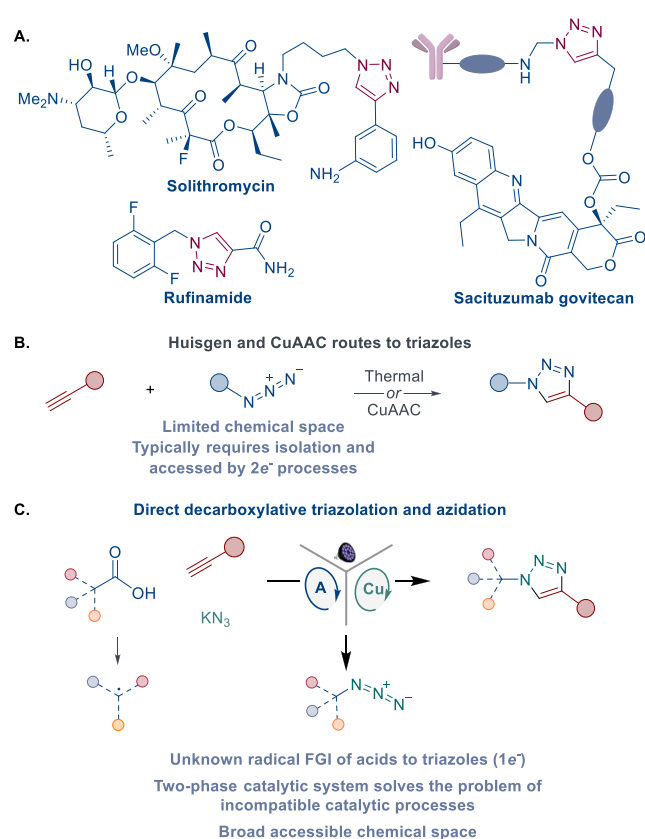 A.
HO
H
O
Me₂N
O
MeO
O
O
F
O
O
H
N
O
O
N
N
N
NH₂
Solithromycin
F
F
N
N
N
O
NH₂
Rufinamide
N
H
N
N
N
O
O
O
HO
N
N
O
O
O
Sacituzumab govitecan
B.
Huisgen and CuAAC routes to triazoles
+
N=N=N
+ −
Thermal
or
CuAAC
N
N
N
Limited chemical space
Typically requires isolation and
accessed by 2e⁻ processes
C.
Direct decarboxylative triazolation and azidation
O
OH
KN₃
A
Cu
N
N
N
N=N=N
+ −
Unknown radical FGI of acids to triazoles (1e⁻)
Two-phase catalytic system solves the problem of
incompatible catalytic processes
Broad accessible chemical space